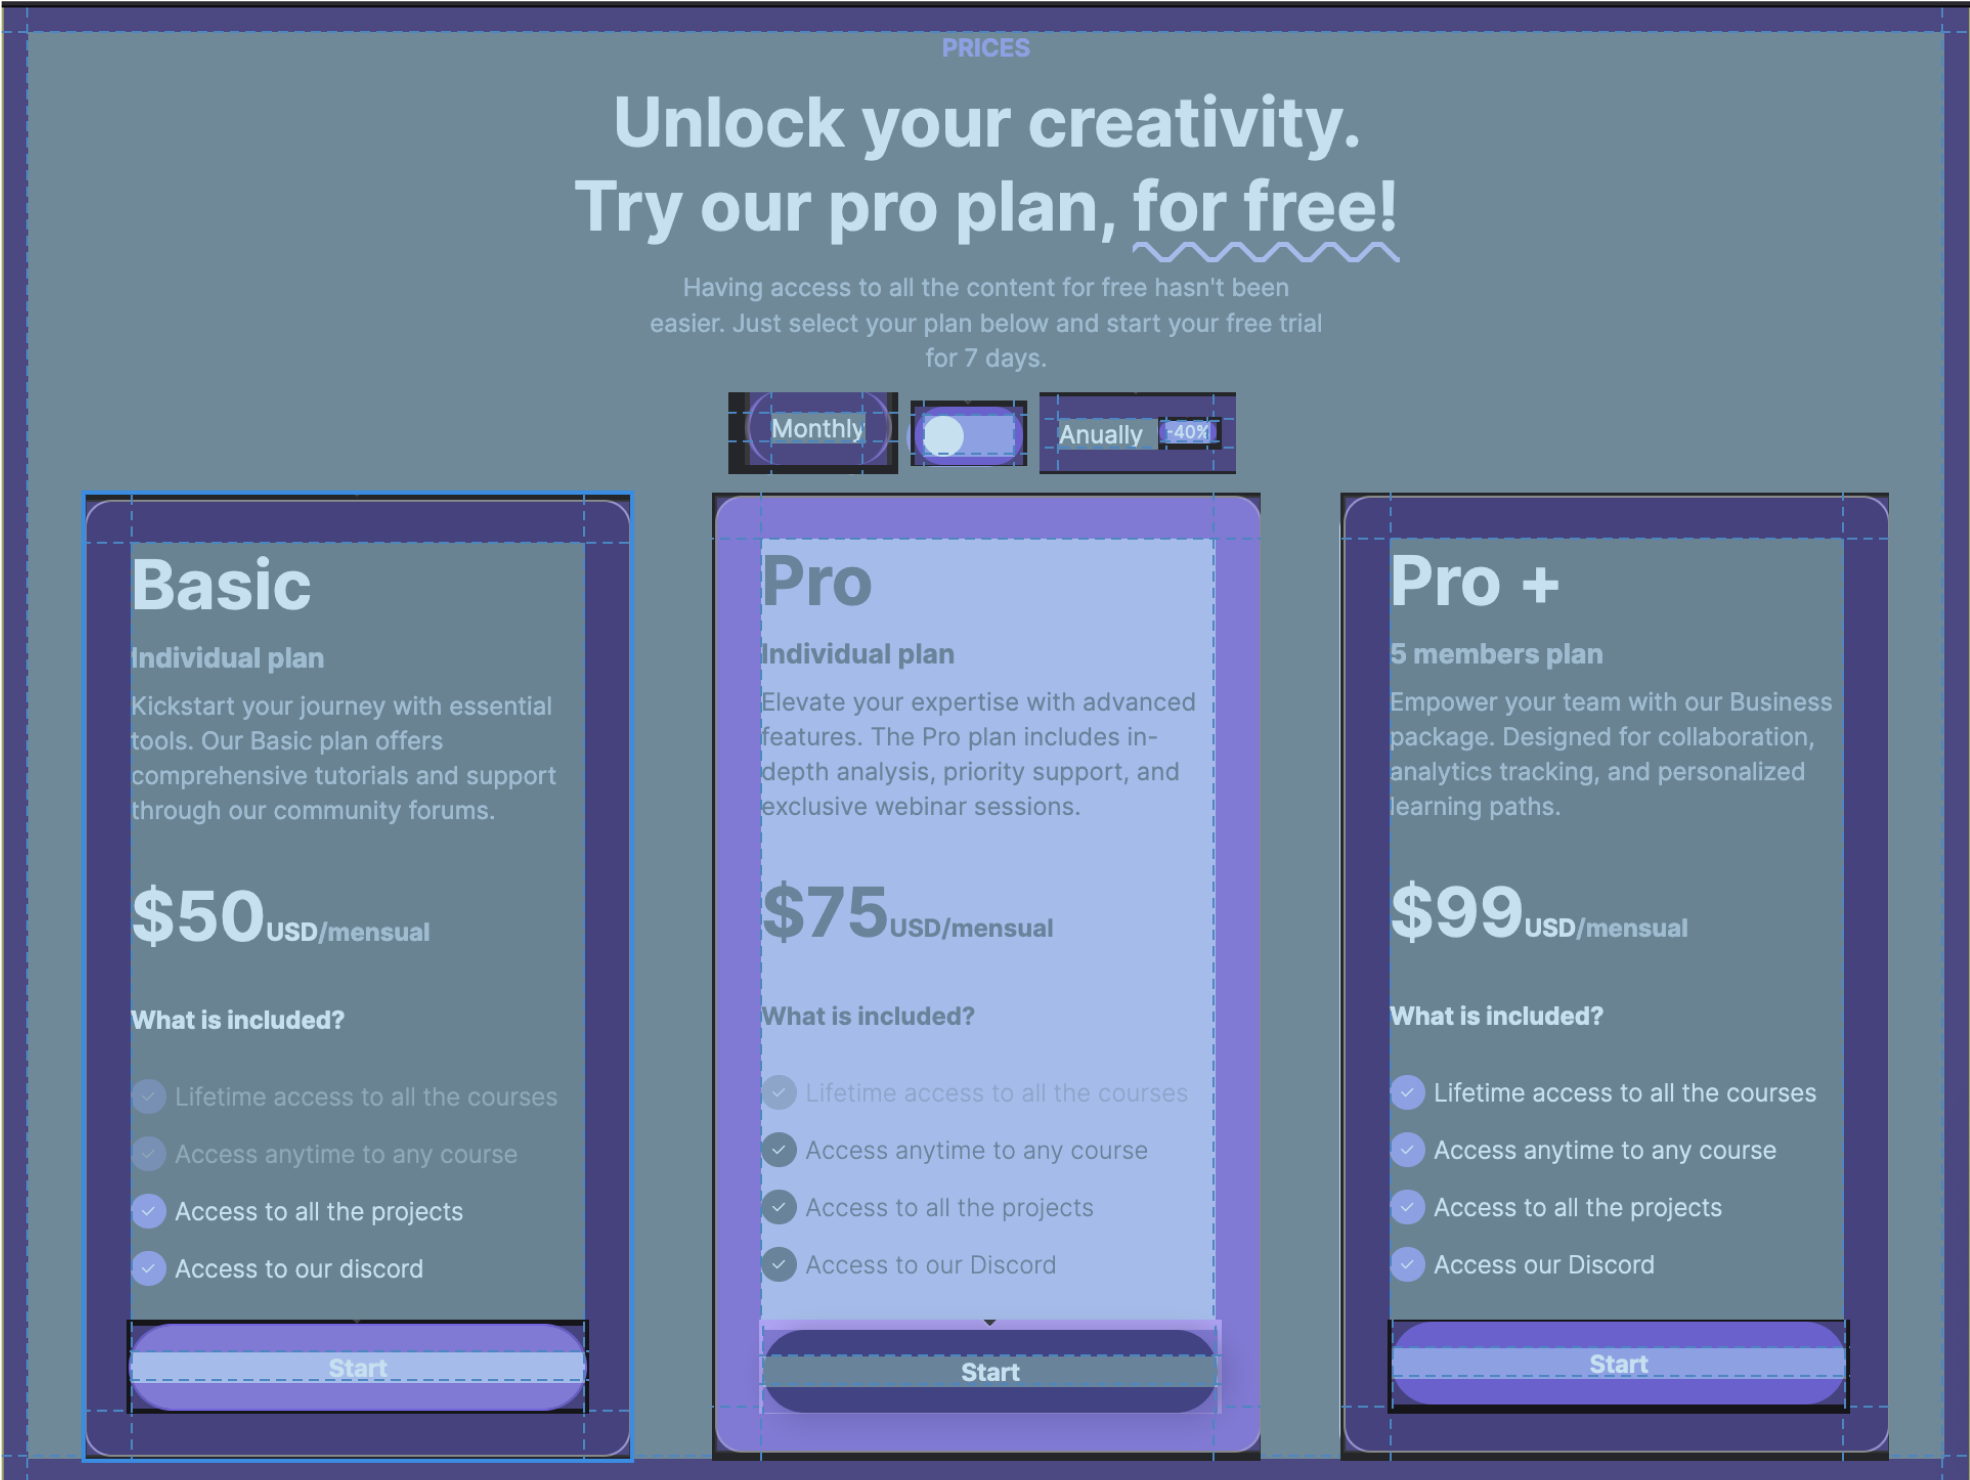 PRICES
Unlock your creativity.
Try our pro plan, for free!
Having access to all the content for free hasn't been
easier. Just select your plan below and start your free trial
for 7 days.
Monthly
Anually -40%
Basic
Individual plan
Kickstart your journey with essential
tools. Our Basic plan offers
comprehensive tutorials and support
through our community forums.
$50USD/mensual
What is included?
Lifetime access to all the courses
Access anytime to any course
Access to all the projects
Access to our discord
Start
Pro
Individual plan
Elevate your expertise with advanced
features. The Pro plan includes in-
depth analysis, priority support, and
exclusive webinar sessions.
$75USD/mensual
What is included?
Lifetime access to all the courses
Access anytime to any course
Access to all the projects
Access to our Discord
Start
Pro +
5 members plan
Empower your team with our Business
package. Designed for collaboration,
analytics tracking, and personalized
learning paths.
$99USD/mensual
What is included?
Lifetime access to all the courses
Access anytime to any course
Access to all the projects
Access our Discord
Start